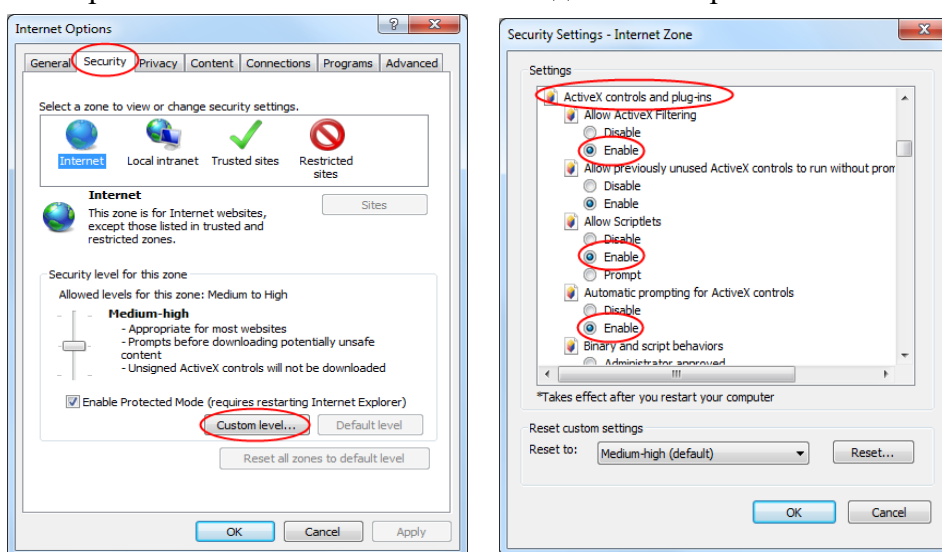 Internet Options
General Security Privacy Content Connections Programs Advanced
Select a zone to view or change security settings.
Internet Local intranet Trusted sites Restricted sites
Internet
Sites
This zone is for Internet websites,
except those listed in trusted and
restricted zones.
Security level for this zone
Allowed levels for this zone: Medium to High
Medium-high
- Appropriate for most websites
- Prompts before downloading potentially unsafe
content
- Unsigned ActiveX controls will not be downloaded
Enable Protected Mode (requires restarting Internet Explorer)
Custom level... Default level
Reset all zones to default level
OK Cancel Apply
Security Settings - Internet Zone
Settings
ActiveX controls and plug-ins
Allow ActiveX Filtering
Disable
Enable
Allow previously unused ActiveX controls to run without prom
Disable
Enable
Allow Scriptlets
Disable
Enable
Prompt
Automatic prompting for ActiveX controls
Disable
Enable
Binary and script behaviors
Administrator approved
*Takes effect after you restart your computer
Reset custom settings
Reset to: Medium-high (default) Reset...
OK Cancel